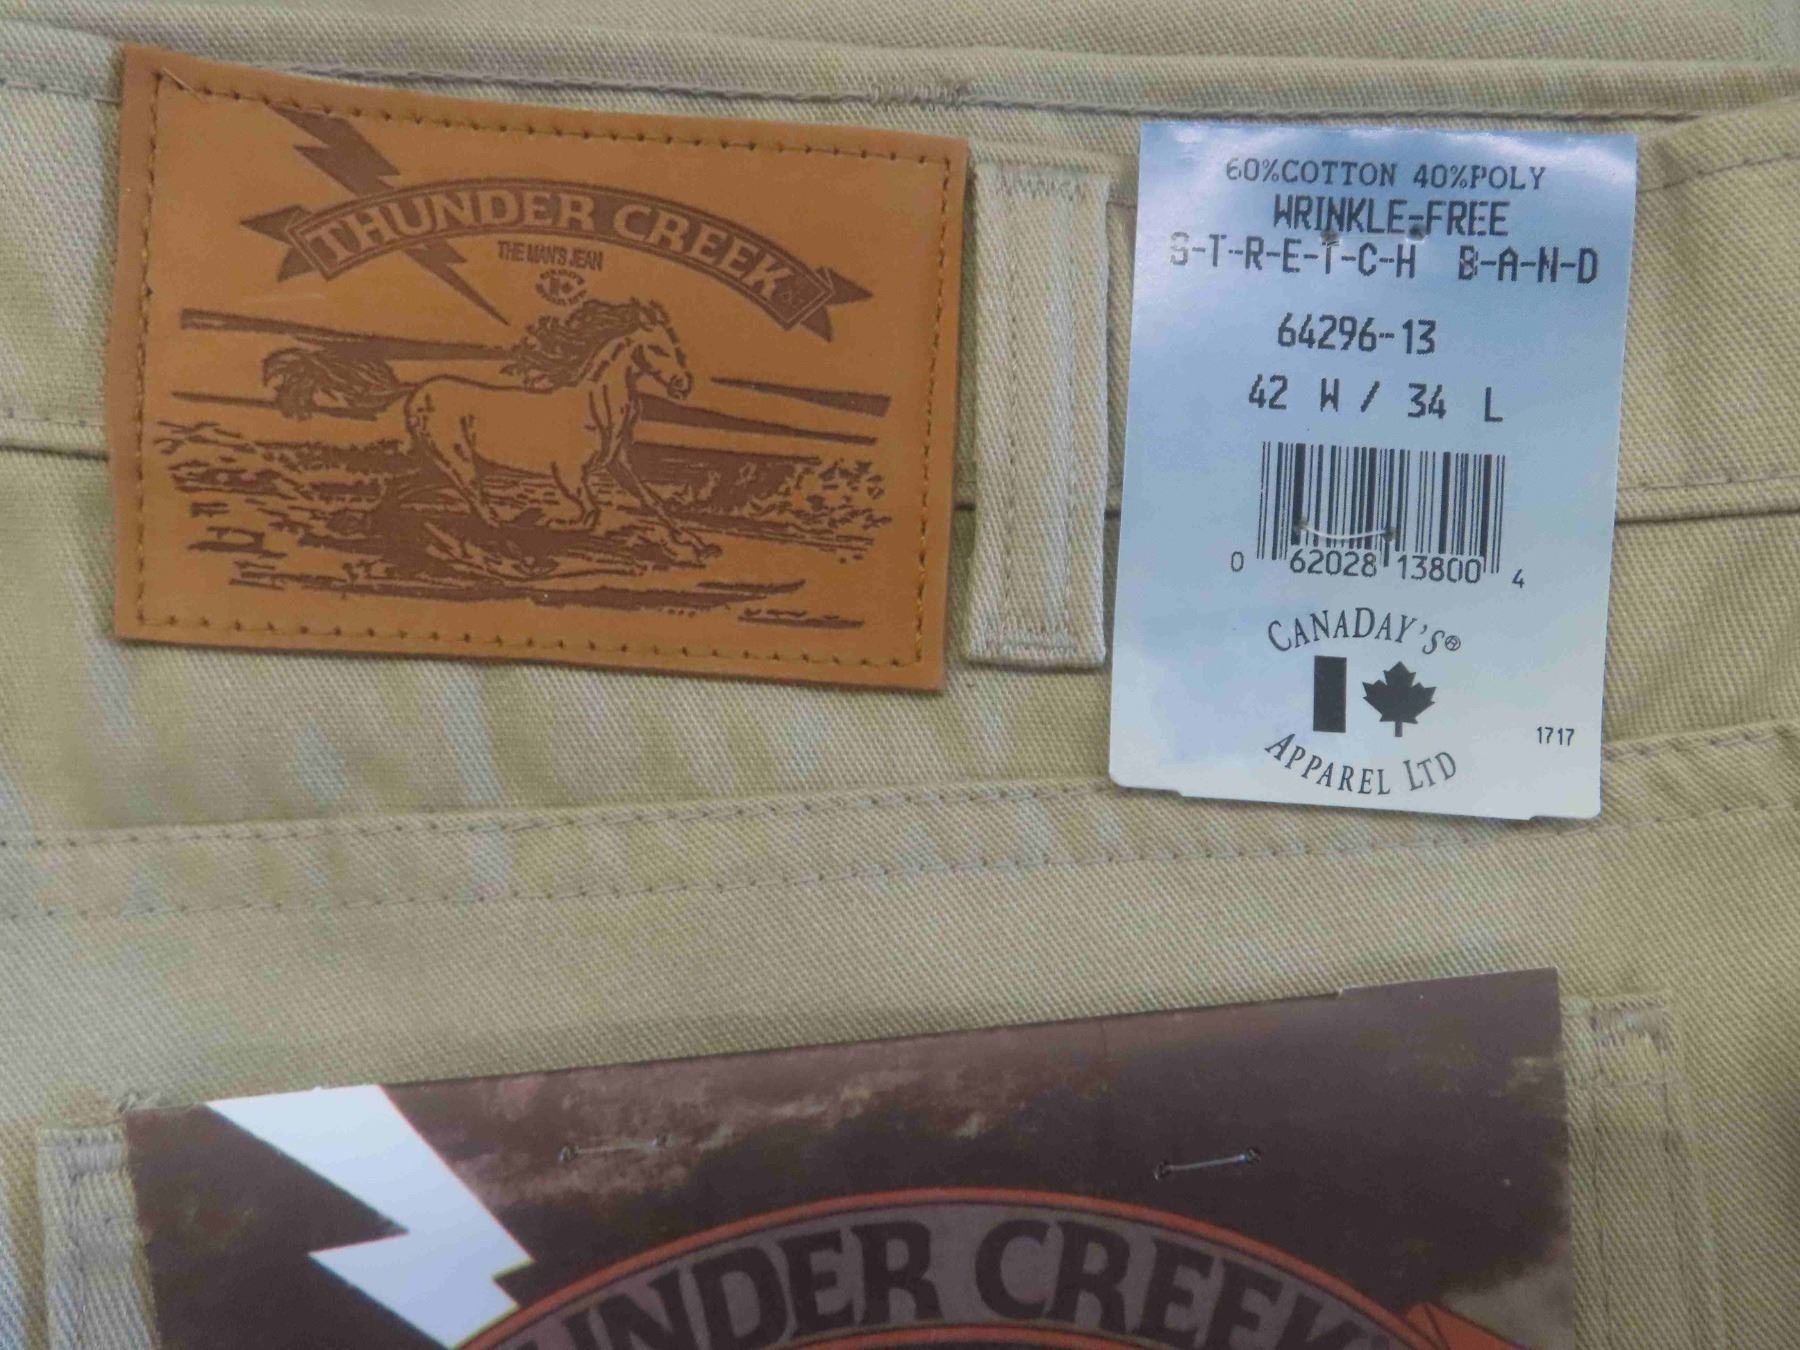 THUNDER CREEK
THE MAN'S JEAN
60%COTTON 40%POLY
WRINKLE-FREE
S-T-R-E-T-C-H B-A-N-D
64296-13
42 W / 34 L
0 62028 13800 4
CANADAY'S®
APPAREL LTD
1717
UNDER CREEK